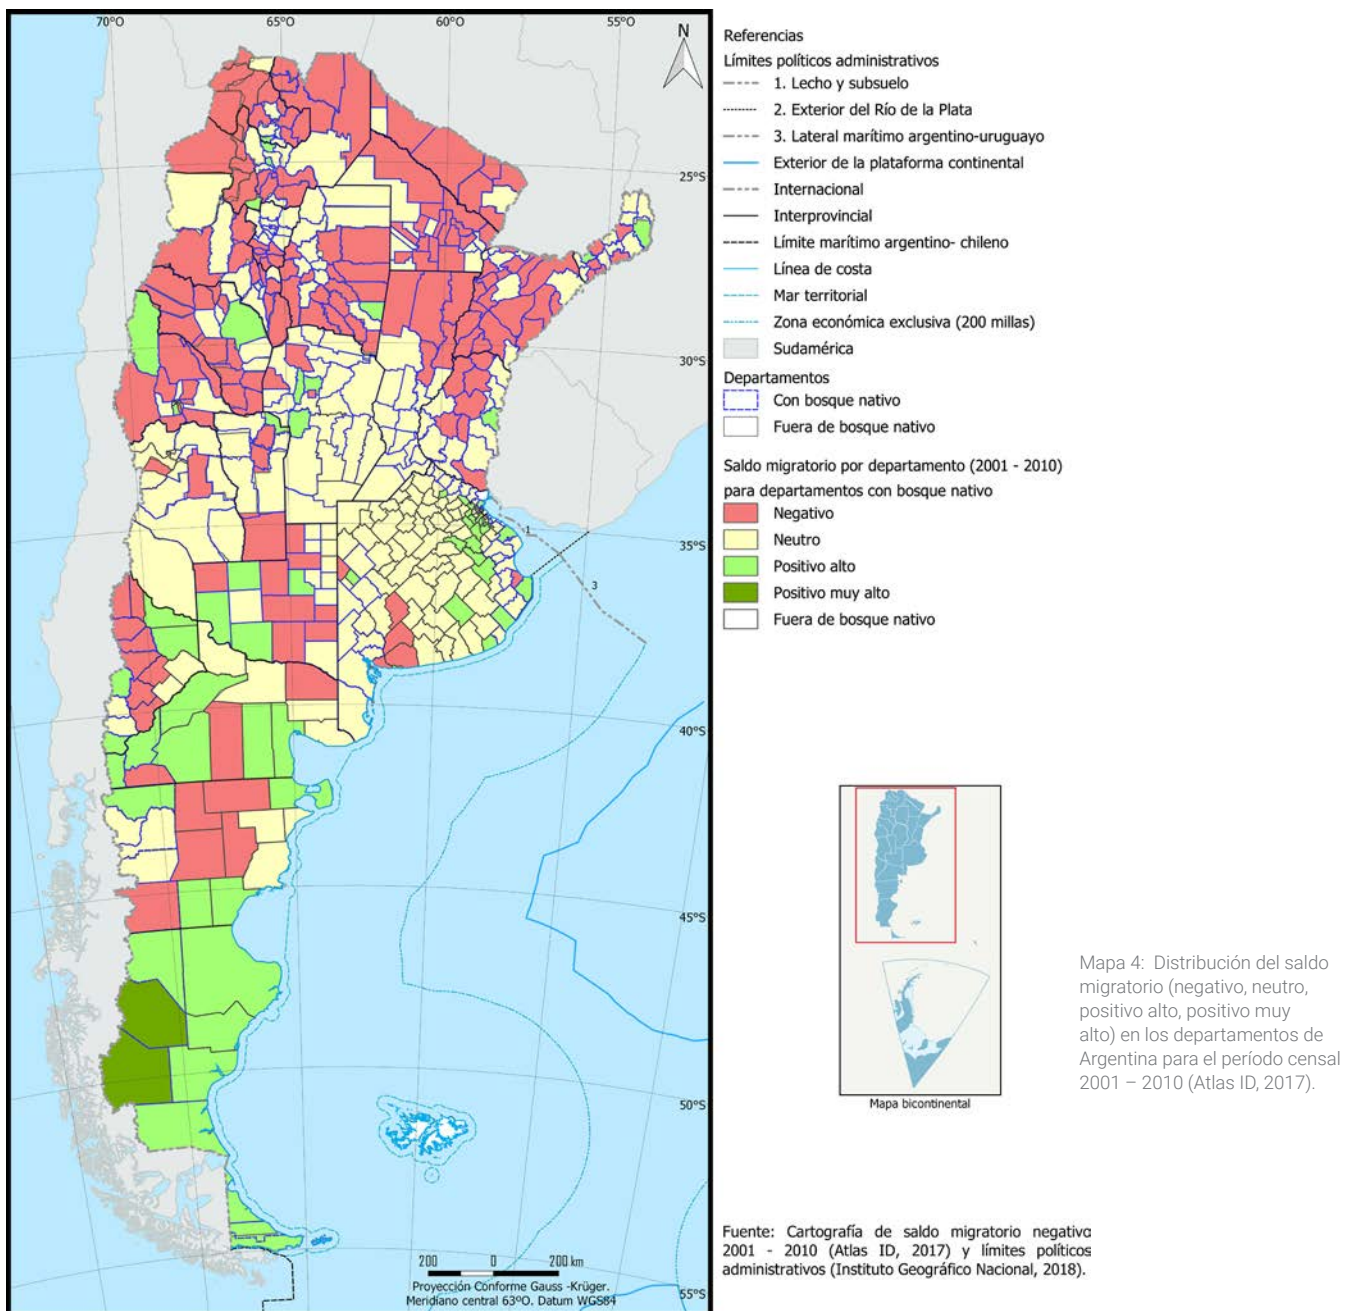 70°O
65°O
60°O
55°O
N
25°S
30°S
35°S
40°S
45°S
50°S
55°S
1
2
3
200 0 200 km
Proyección Conforme Gauss -Krüger.
Meridiano central 63ºO. Datum WGS84
Referencias
Límites políticos administrativos
1. Lecho y subsuelo
2. Exterior del Río de la Plata
3. Lateral marítimo argentino-uruguayo
Exterior de la plataforma continental
Internacional
Interprovincial
Límite marítimo argentino- chileno
Línea de costa
Mar territorial
Zona económica exclusiva (200 millas)
Sudamérica
Departamentos
Con bosque nativo
Fuera de bosque nativo
Saldo migratorio por departamento (2001 - 2010)
para departamentos con bosque nativo
Negativo
Neutro
Positivo alto
Positivo muy alto
Fuera de bosque nativo
Mapa bicontinental
Mapa 4: Distribución del saldo
migratorio (negativo, neutro,
positivo alto, positivo muy
alto) en los departamentos de
Argentina para el período censal
2001 – 2010 (Atlas ID, 2017).
Fuente: Cartografía de saldo migratorio negativo
2001 - 2010 (Atlas ID, 2017) y límites políticos
administrativos (Instituto Geográfico Nacional, 2018).